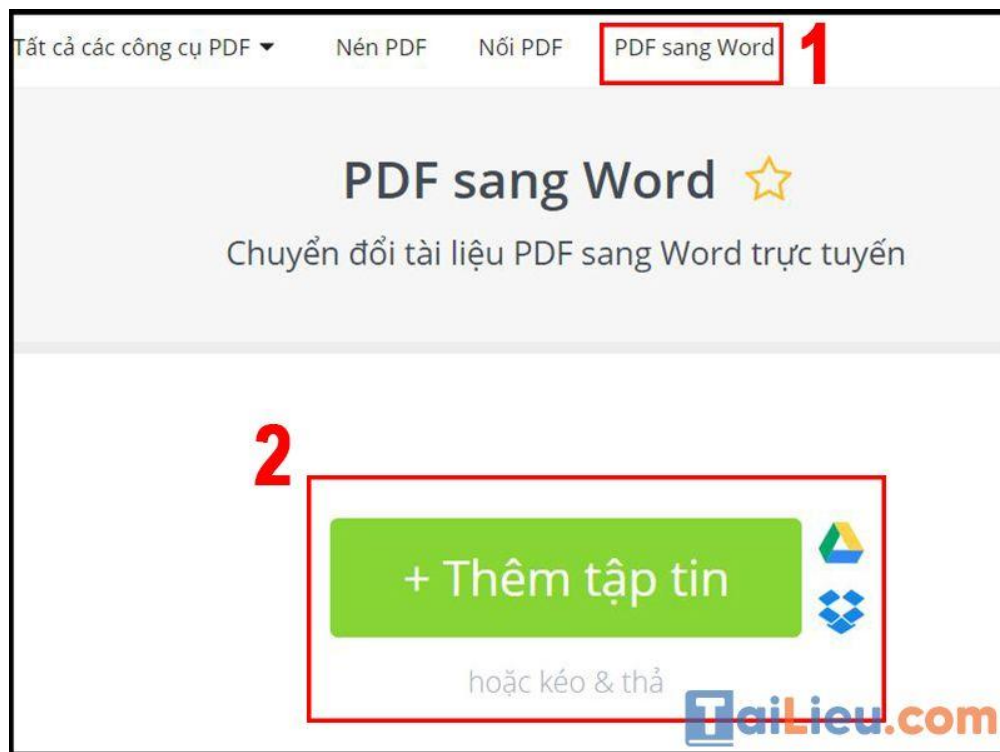 Tất cả các công cụ PDF Nén PDF Nối PDF PDF sang Word 1
PDF sang Word
Chuyển đổi tài liệu PDF sang Word trực tuyến
2
+ Thêm tập tin
hoặc kéo & thả
TaiLieu.com